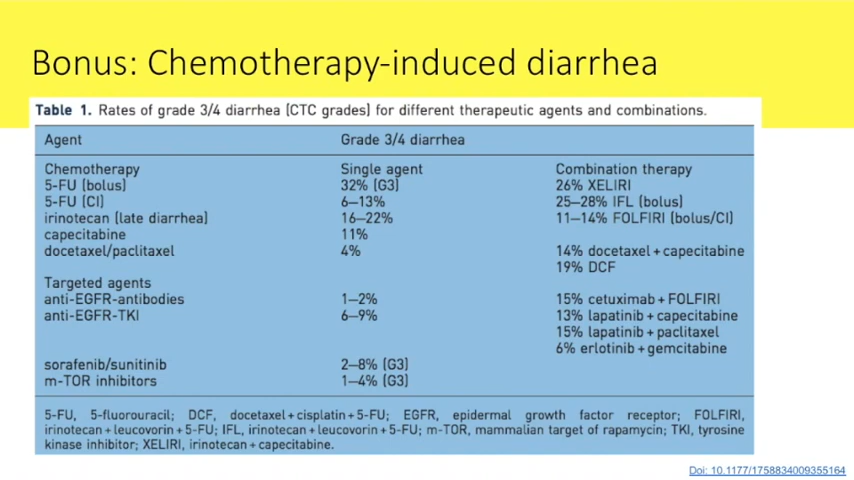 Bonus: Chemotherapy-induced diarrhea
Table 1. Rates of grade 3/4 diarrhea (CTC grades) for different therapeutic agents and combinations.
Agent Grade 3/4 diarrhea
Chemotherapy Single agent Combination therapy
5-FU (bolus) 32% (G3) 26% XELIRI
5-FU (CI) 6–13% 25–28% IFL (bolus)
irinotecan (late diarrhea) 16–22% 11–14% FOLFIRI (bolus/CI)
capecitabine 11%
docetaxel/paclitaxel 4% 14% docetaxel + capecitabine
19% DCF
Targeted agents
anti-EGFR-antibodies 1–2% 15% cetuximab + FOLFIRI
anti-EGFR-TKI 6–9% 13% lapatinib + capecitabine
15% lapatinib + paclitaxel
6% erlotinib + gemcitabine
sorafenib/sunitinib 2–8% (G3)
m-TOR inhibitors 1–4% (G3)
5-FU, 5-fluorouracil; DCF, docetaxel + cisplatin + 5-FU; EGFR, epidermal growth factor receptor; FOLFIRI,
irinotecan + leucovorin + 5-FU; IFL, irinotecan + leucovorin + 5-FU; m-TOR, mammalian target of rapamycin; TKI, tyrosine
kinase inhibitor; XELIRI, irinotecan + capecitabine.
Doi: 10.1177/1758834009355164